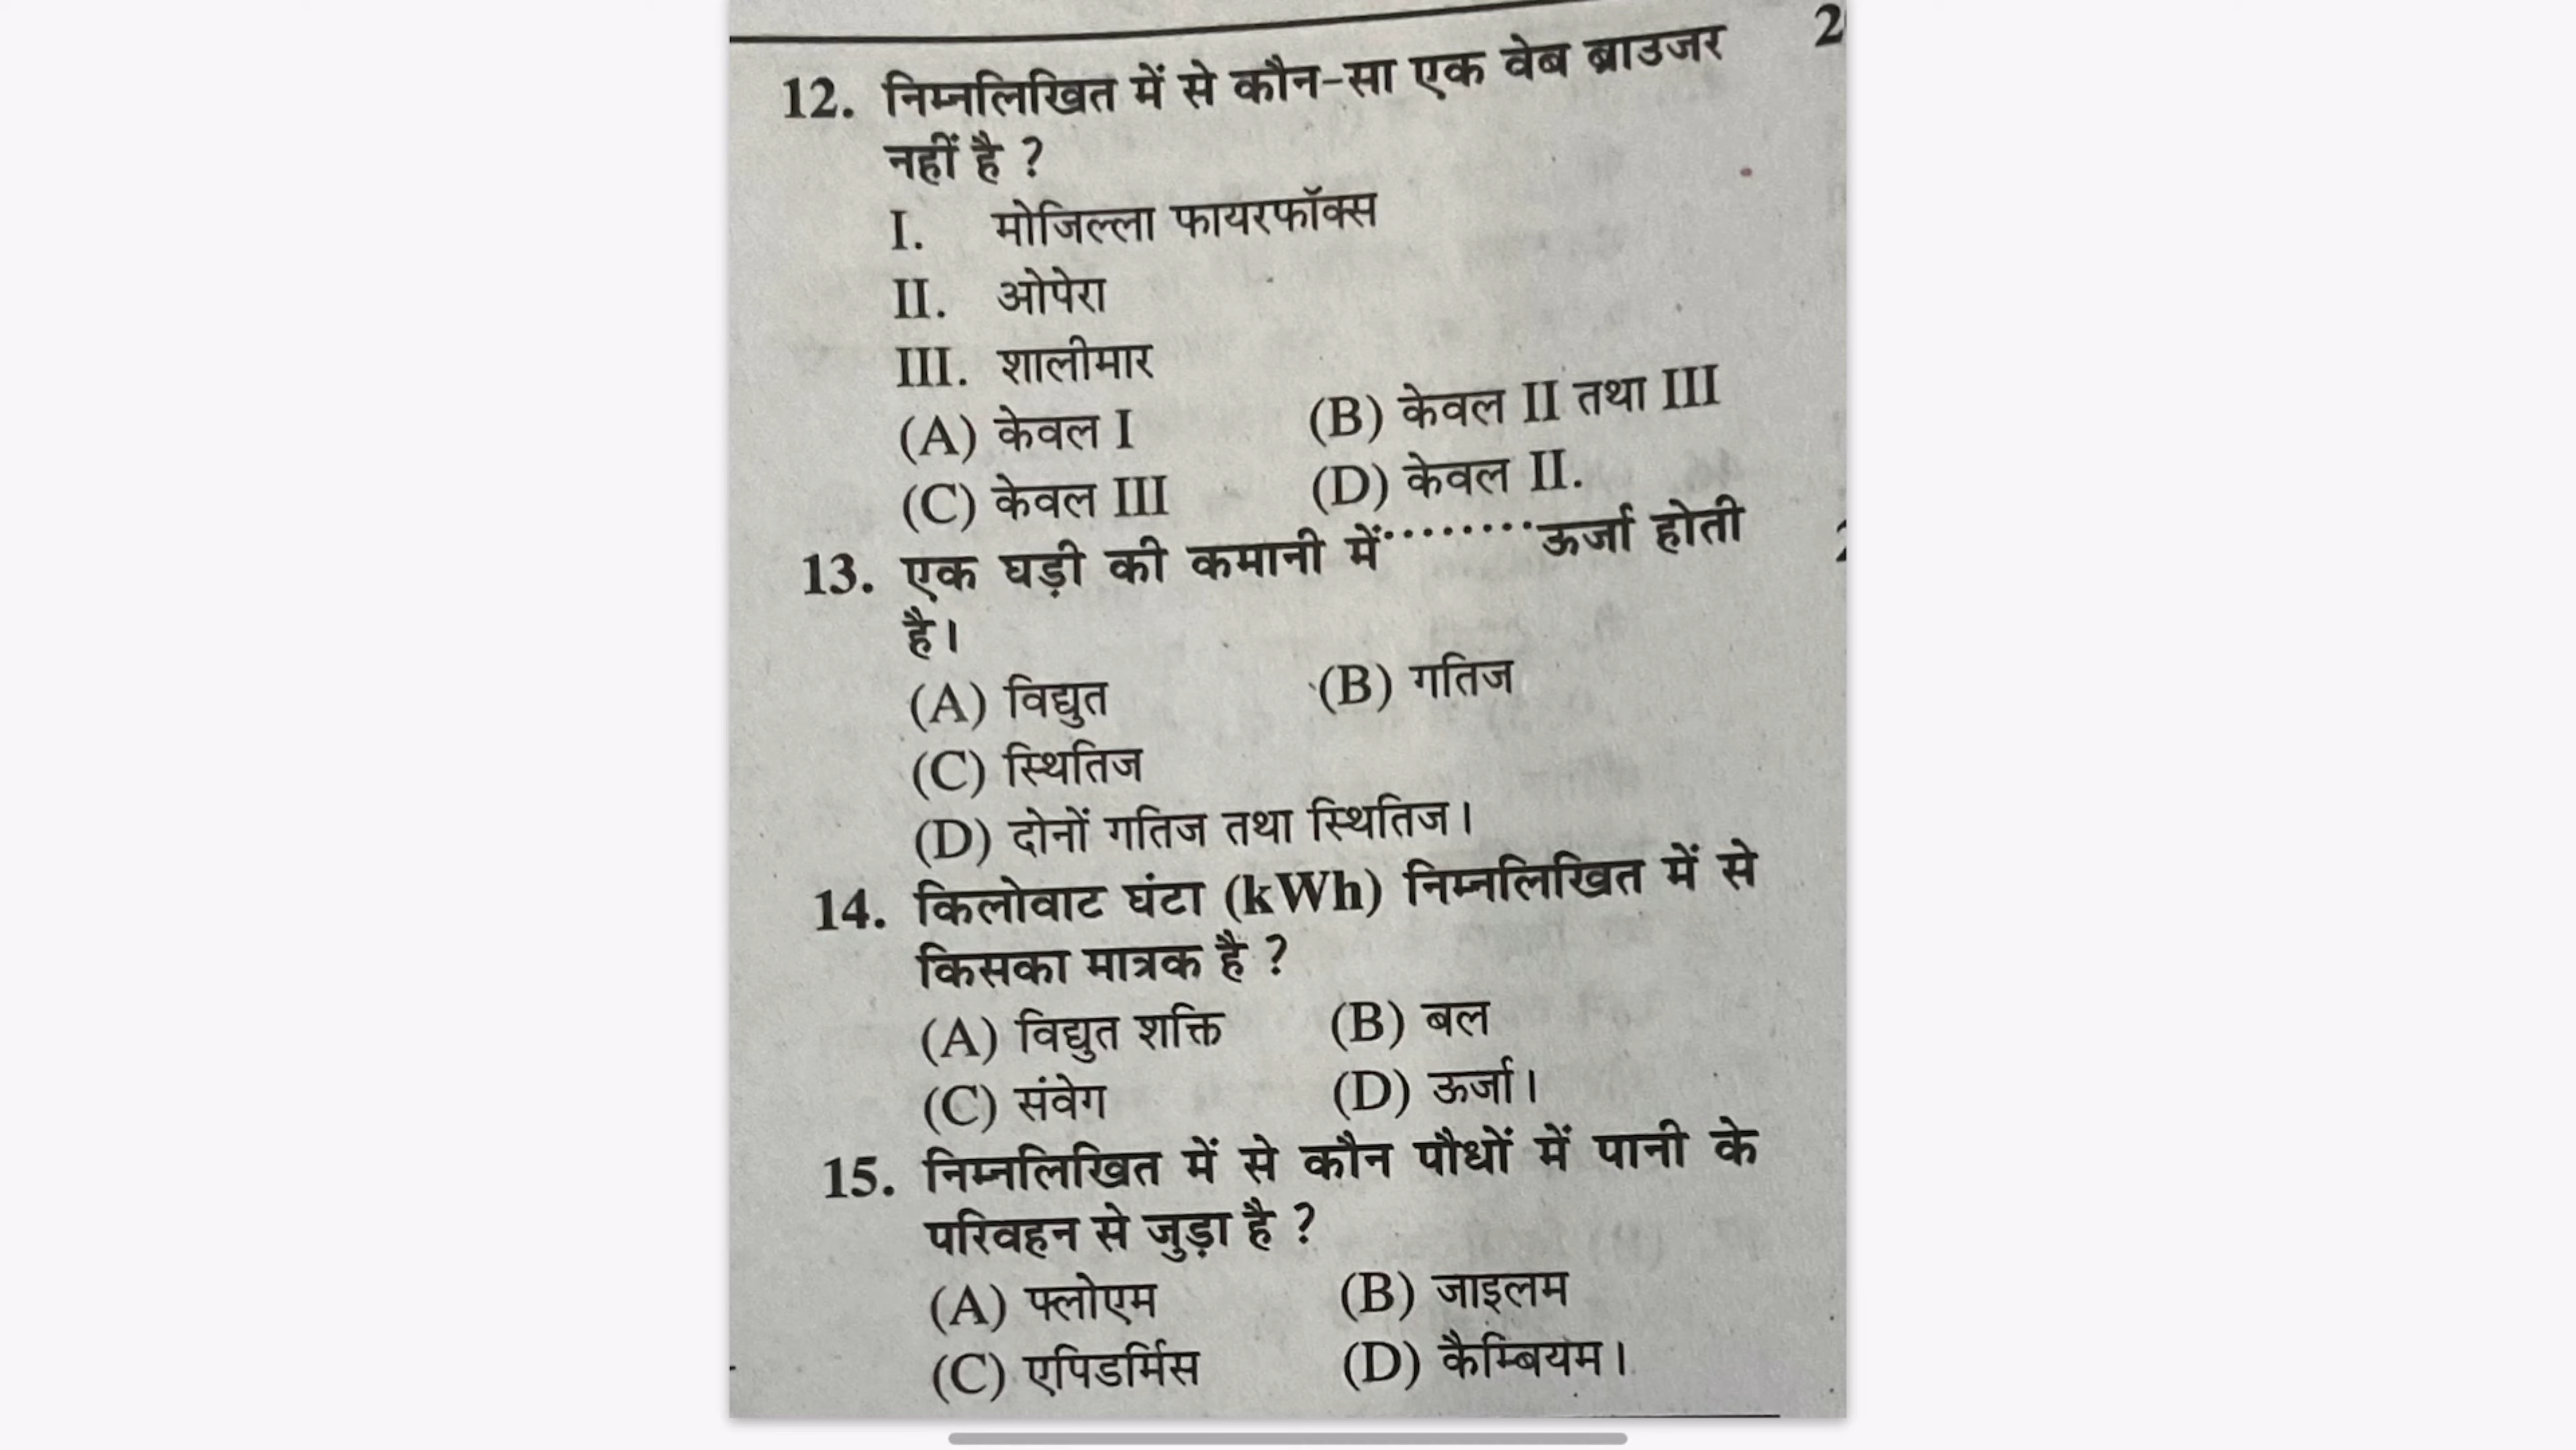 2
12. निम्नलिखित में से कौन-सा एक वेब ब्राउजर
नहीं है ?
I. मोजिल्ला फायरफॉक्स
II. ओपेरा
III. शालीमार
(A) केवल I (B) केवल II तथा III
(C) केवल III (D) केवल II.
13. एक घड़ी की कमानी में........ऊर्जा होती
है।
(A) विद्युत (B) गतिज
(C) स्थितिज
(D) दोनों गतिज तथा स्थितिज।
14. किलोवाट घंटा (kWh) निम्नलिखित में से
किसका मात्रक है ?
(A) विद्युत शक्ति (B) बल
(C) संवेग (D) ऊर्जा।
15. निम्नलिखित में से कौन पौधों में पानी के
परिवहन से जुड़ा है ?
(A) फ्लोएम (B) जाइलम
(C) एपिडर्मिस (D) कैम्बियम।